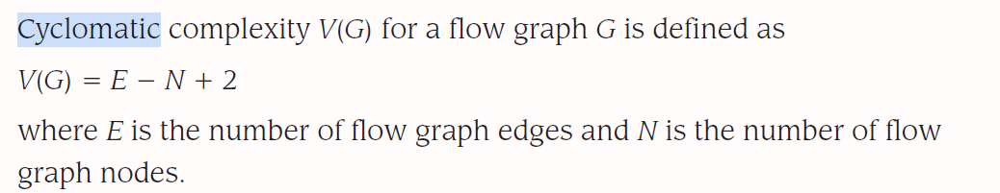 Cyclomatic complexity V(G) for a flow graph G is defined as
V(G) = E – N + 2
where E is the number of flow graph edges and N is the number of flow
graph nodes.